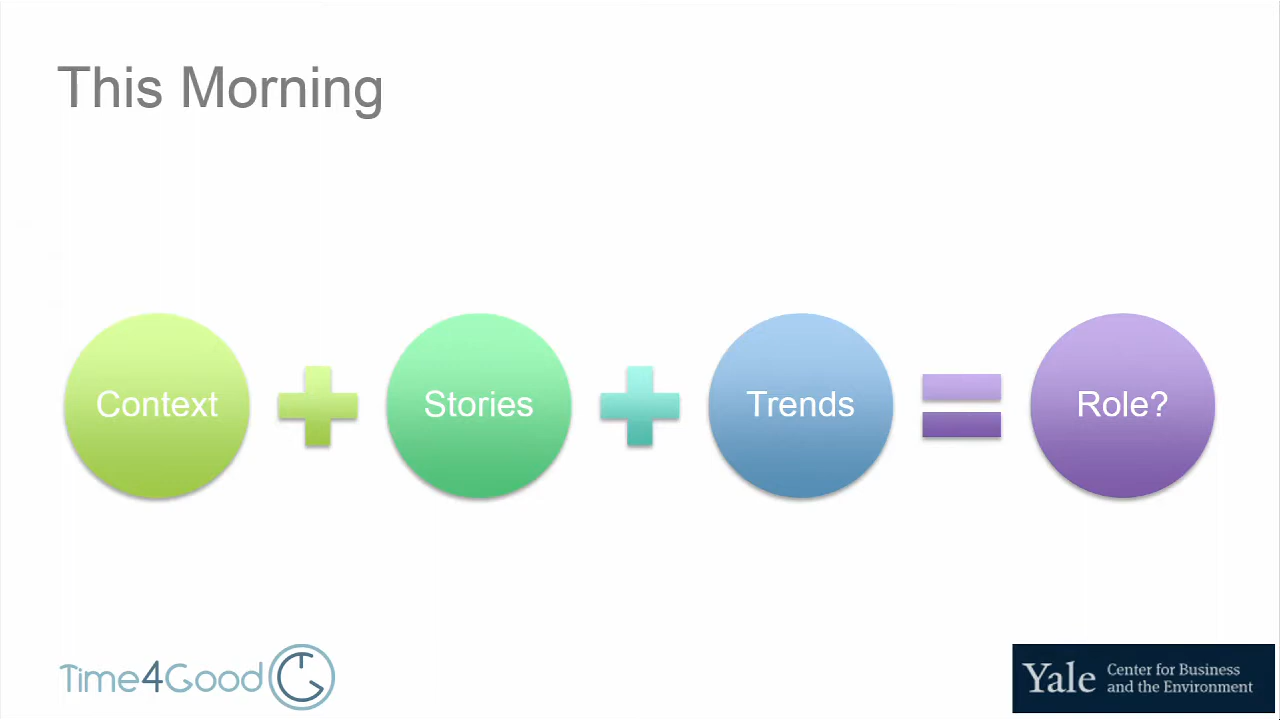 This Morning
Context
Stories
Trends
Role?
Time4Good
Yale Center for Business
and the Environment